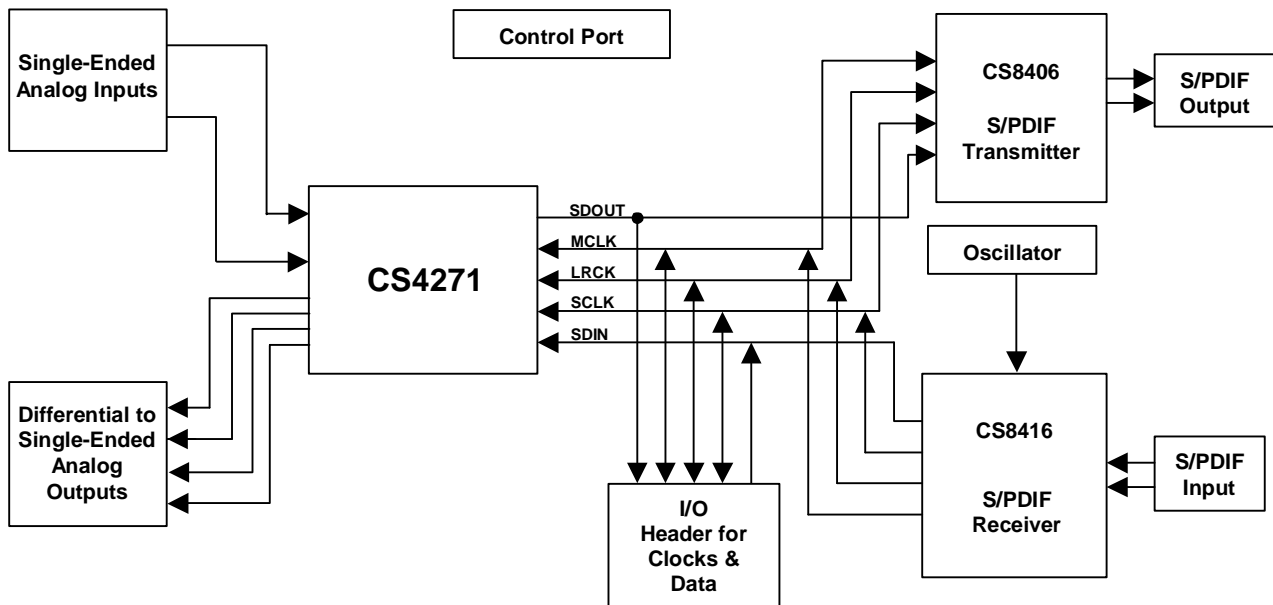 Single-Ended
Analog Inputs
Control Port
CS8406
S/PDIF
Transmitter
S/PDIF
Output
CS4271
SDOUT
MCLK
LRCK
SCLK
SDIN
Oscillator
Differential to
Single-Ended
Analog
Outputs
CS8416
S/PDIF
Receiver
S/PDIF
Input
I/O
Header for
Clocks &
Data